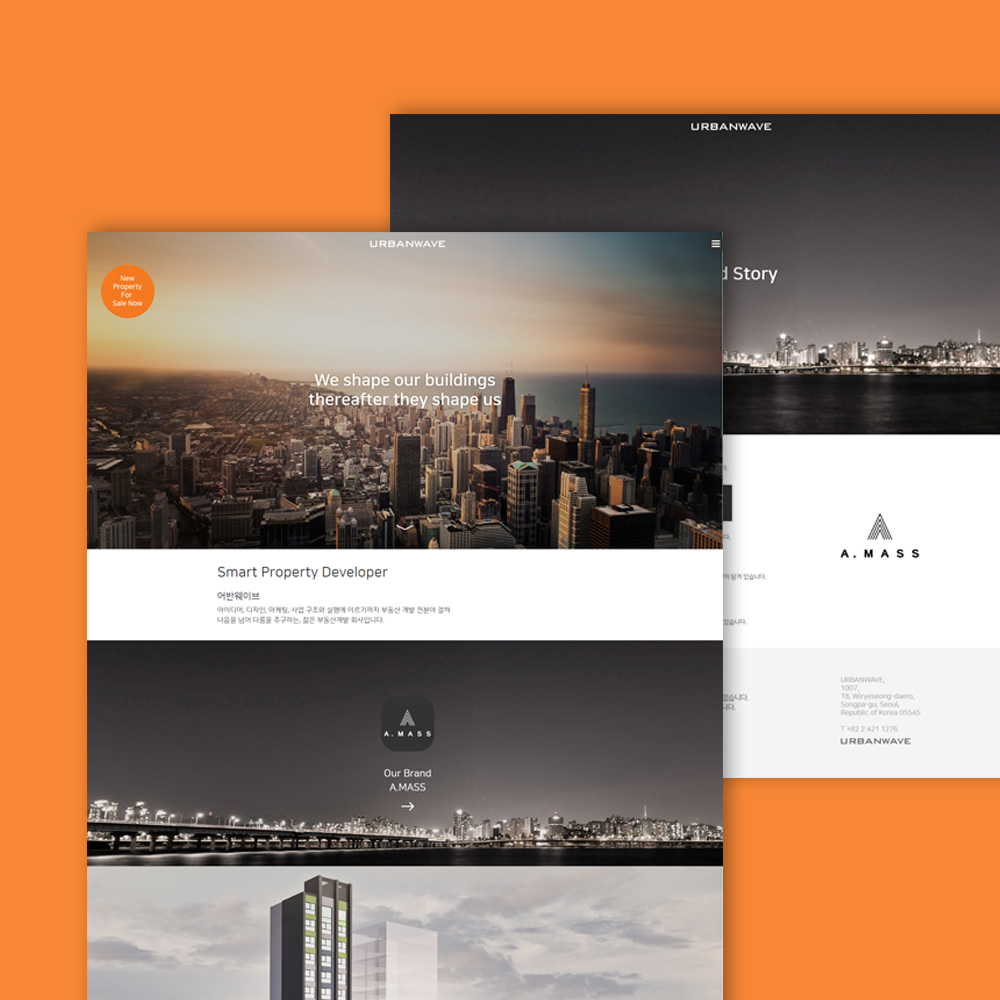 URBANWAVE
New
Property
For
Sale Now
We shape our buildings
thereafter they shape us
Smart Property Developer
어반웨이브
아이디어, 디자인, 마케팅, 사업 구조와 실행에 이르기까지 부동산 개발 전분야 걸쳐
나음을 넘어 다름을 추구하는, 젊은 부동산개발 회사입니다.
A.MASS
Our Brand
A.MASS
→
URBANWAVE
d Story
A.MASS
담겨 있습니다.
있습니다.
있습니다.
니다.
URBANWAVE,
1007,
18, Wiryeseong-daero,
Songpa-gu, Seoul,
Republic of Korea 05545
T +82 2 421 1276
URBANWAVE